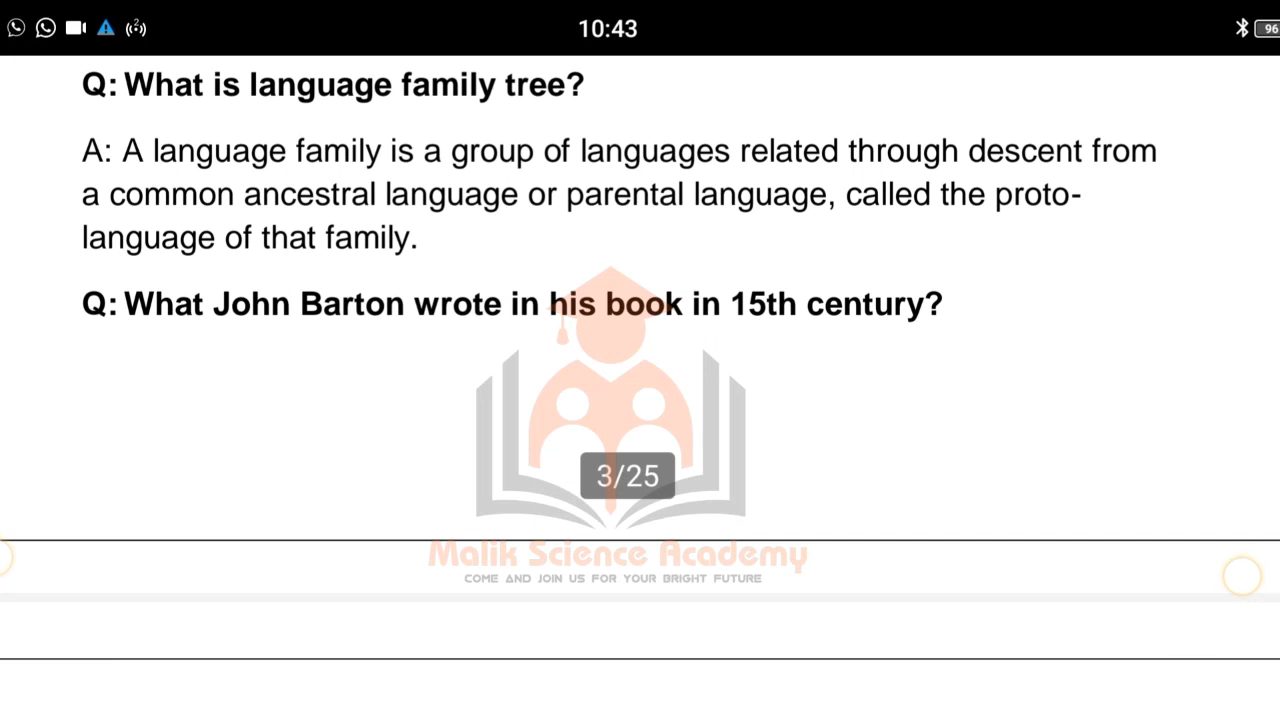 10:43
96
Q: What is language family tree?
A: A language family is a group of languages related through descent from
a common ancestral language or parental language, called the proto-
language of that family.
Q: What John Barton wrote in his book in 15th century?
3/25
Malik Science Academy
COME AND JOIN US FOR YOUR BRIGHT FUTURE